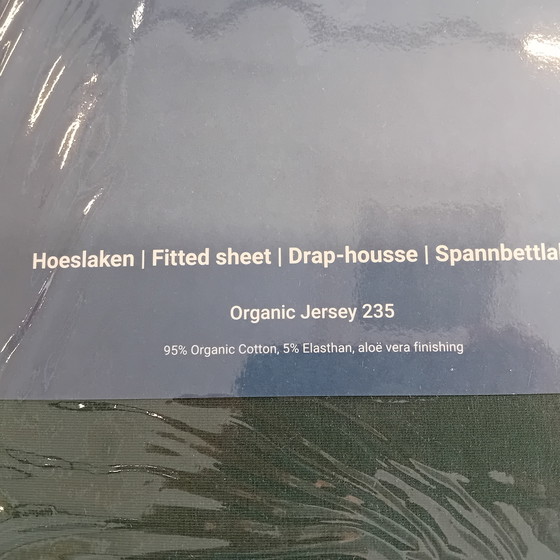 Hoeslaken | Fitted sheet | Drap-housse |
Organic Jersey 235
95% Organic Cotton, 5% Elasthan, aloë vera finishing